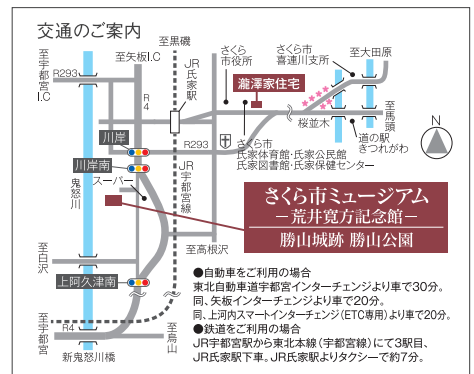 交通のご案内
至黒磯
至矢板I.C
さくら市役所
さくら市喜連川支所
至大田原
至宇都宮I.C
R293
R4
JR氏家駅
瀧澤家住宅
桜並木
至馬頭
道の駅きつれがわ
N
川岸
R293
さくら市
氏家体育館・氏家公民館
氏家図書館・氏家保健センター
川岸南
スーパー
鬼怒川
JR宇都宮線
さくら市ミュージアム
－荒井寛方記念館－
勝山城跡 勝山公園
至白沢
至高根沢
上阿久津南
至宇都宮
R4
新鬼怒川橋
至烏山
●自動車をご利用の場合
東北自動車道宇都宮インターチェンジより車で30分。
同、矢板インターチェンジより車で20分。
同、上河内スマートインターチェンジ(ETC専用)より車で20分。
●鉄道をご利用の場合
JR宇都宮駅から東北本線(宇都宮線)にて3駅目、
JR氏家駅下車。JR氏家駅よりタクシーで約7分。